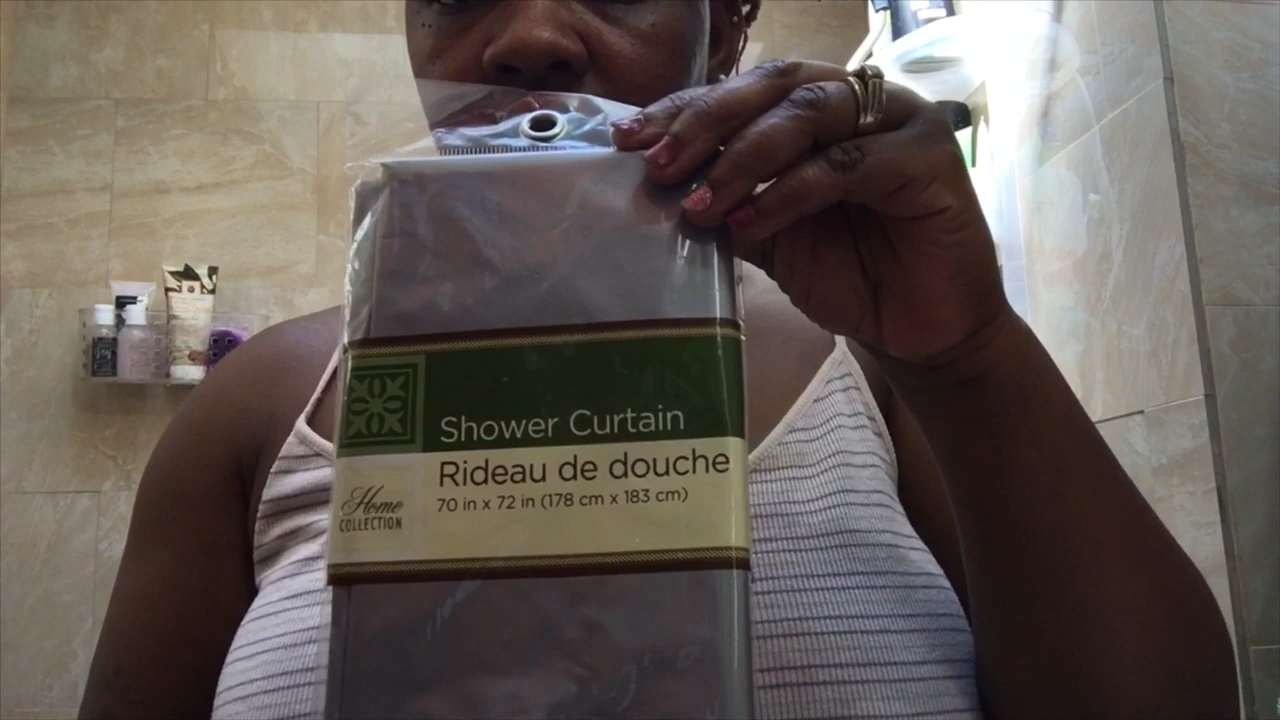 Shower Curtain
Rideau de douche
70 in x 72 in (178 cm x 183 cm)
Home
COLLECTION